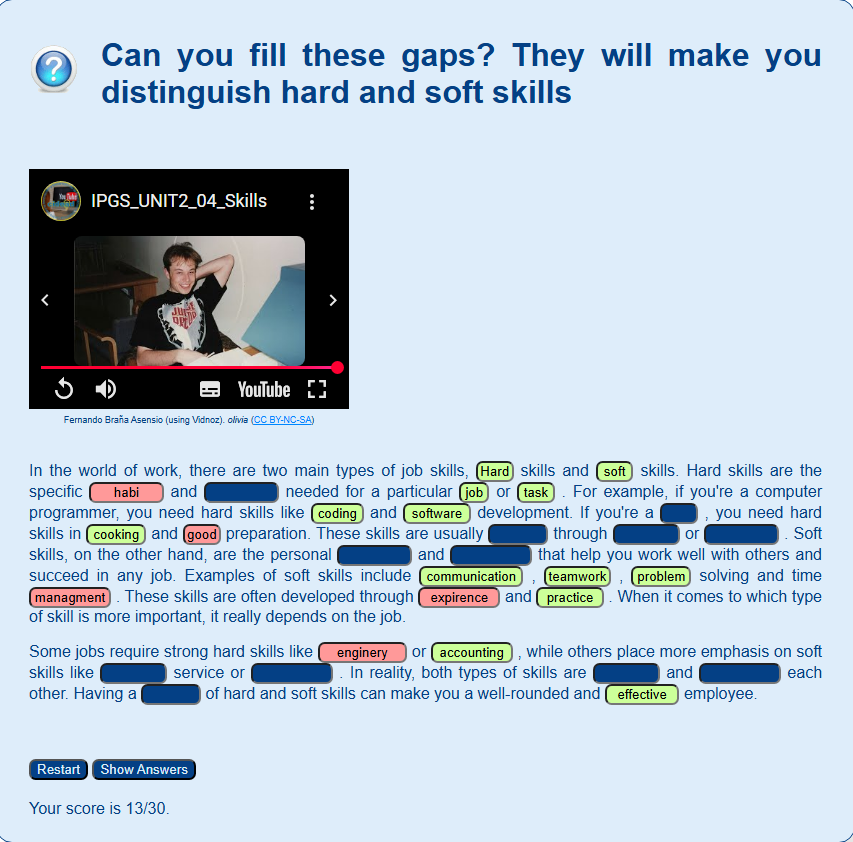 Can you fill these gaps? They will make you
distinguish hard and soft skills
IPGS_UNIT2_04_Skills
YouTube
Fernando Braña Asensio (using Vidnoz). olivia (CC BY-NC-SA)
In the world of work, there are two main types of job skills, Hard skills and soft skills. Hard skills are the
specific habi and needed for a particular job or task . For example, if you're a computer
programmer, you need hard skills like coding and software development. If you're a , you need hard
skills in cooking and good preparation. These skills are usually through or . Soft
skills, on the other hand, are the personal and that help you work well with others and
succeed in any job. Examples of soft skills include communication , teamwork , problem solving and time
managment . These skills are often developed through expirence and practice . When it comes to which type
of skill is more important, it really depends on the job.
Some jobs require strong hard skills like enginery or accounting , while others place more emphasis on soft
skills like service or . In reality, both types of skills are and each
other. Having a of hard and soft skills can make you a well-rounded and effective employee.
Restart Show Answers
Your score is 13/30.